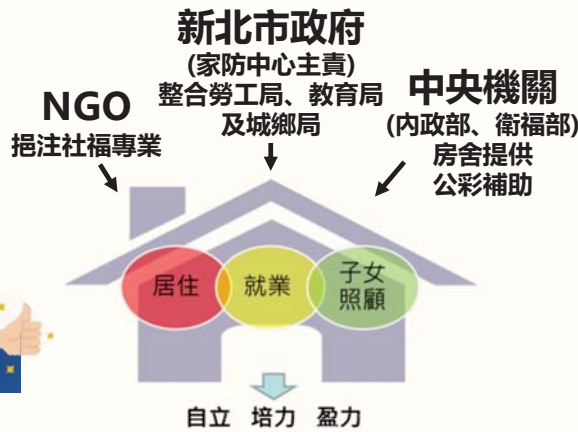 新北市政府
(家防中心主責)
整合勞工局、教育局
及城鄉局
NGO
挹注社福專業
中央機關
(內政部、衛福部)
房舍提供
公彩補助
居住
就業
子女
照顧
自立 培力 盈力